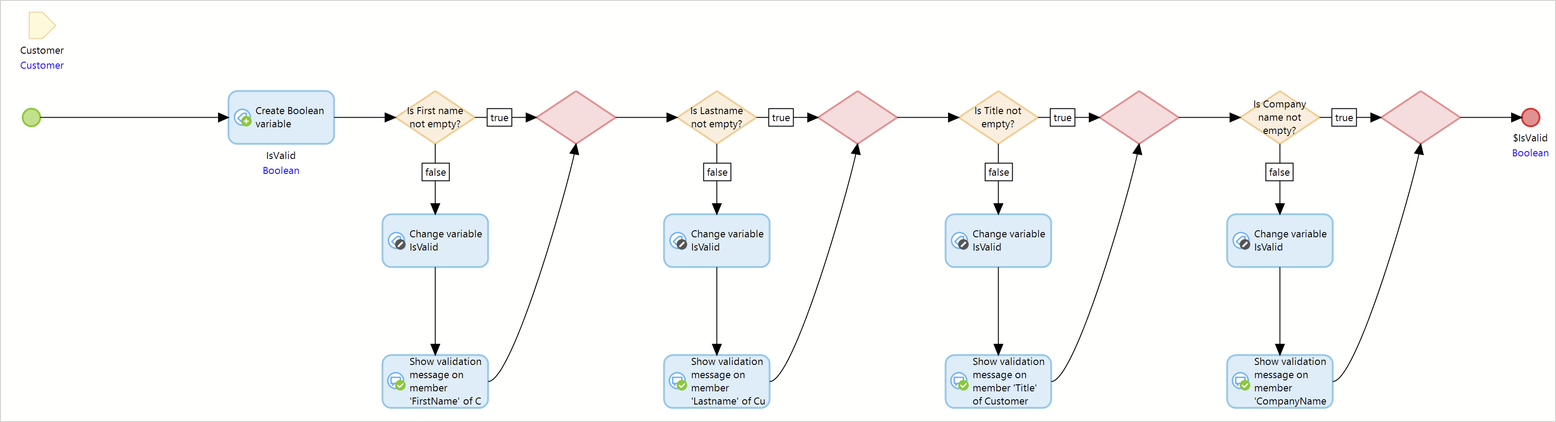 Customer
Customer
Create Boolean
variable
IsValid
Boolean
Is First name
not empty?
true
false
Change variable
IsValid
Show validation
message on
member
'FirstName' of C
Is Lastname
not empty?
true
false
Change variable
IsValid
Show validation
message on
member
'Lastname' of Cu
Is Title not
empty?
true
false
Change variable
IsValid
Show validation
message on
member 'Title'
of Customer
Is Company
name not
empty?
true
false
Change variable
IsValid
Show validation
message on
member
'CompanyName
$IsValid
Boolean